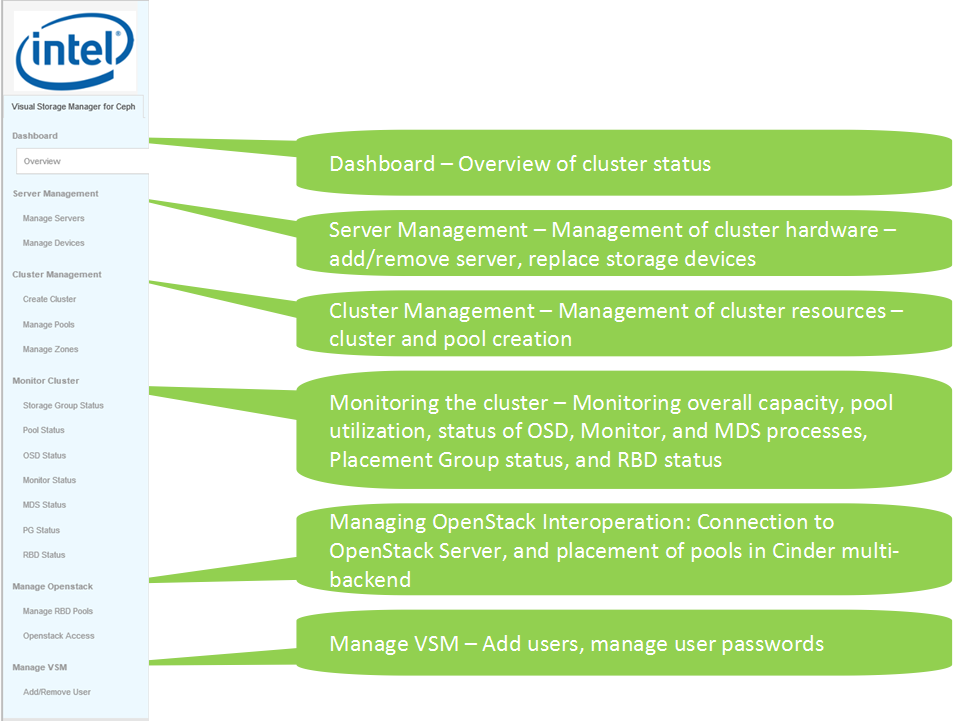 intel®
Visual Storage Manager for Ceph
Dashboard
Overview
Server Management
Manage Servers
Manage Devices
Cluster Management
Create Cluster
Manage Pools
Manage Zones
Monitor Cluster
Storage Group Status
Pool Status
OSD Status
Monitor Status
MDS Status
PG Status
RBD Status
Manage Openstack
Manage RBD Pools
Openstack Access
Manage VSM
Add/Remove User
Dashboard – Overview of cluster status
Server Management – Management of cluster hardware –
add/remove server, replace storage devices
Cluster Management – Management of cluster resources –
cluster and pool creation
Monitoring the cluster – Monitoring overall capacity, pool
utilization, status of OSD, Monitor, and MDS processes,
Placement Group status, and RBD status
Managing OpenStack Interoperation: Connection to
OpenStack Server, and placement of pools in Cinder multi-
backend
Manage VSM – Add users, manage user passwords